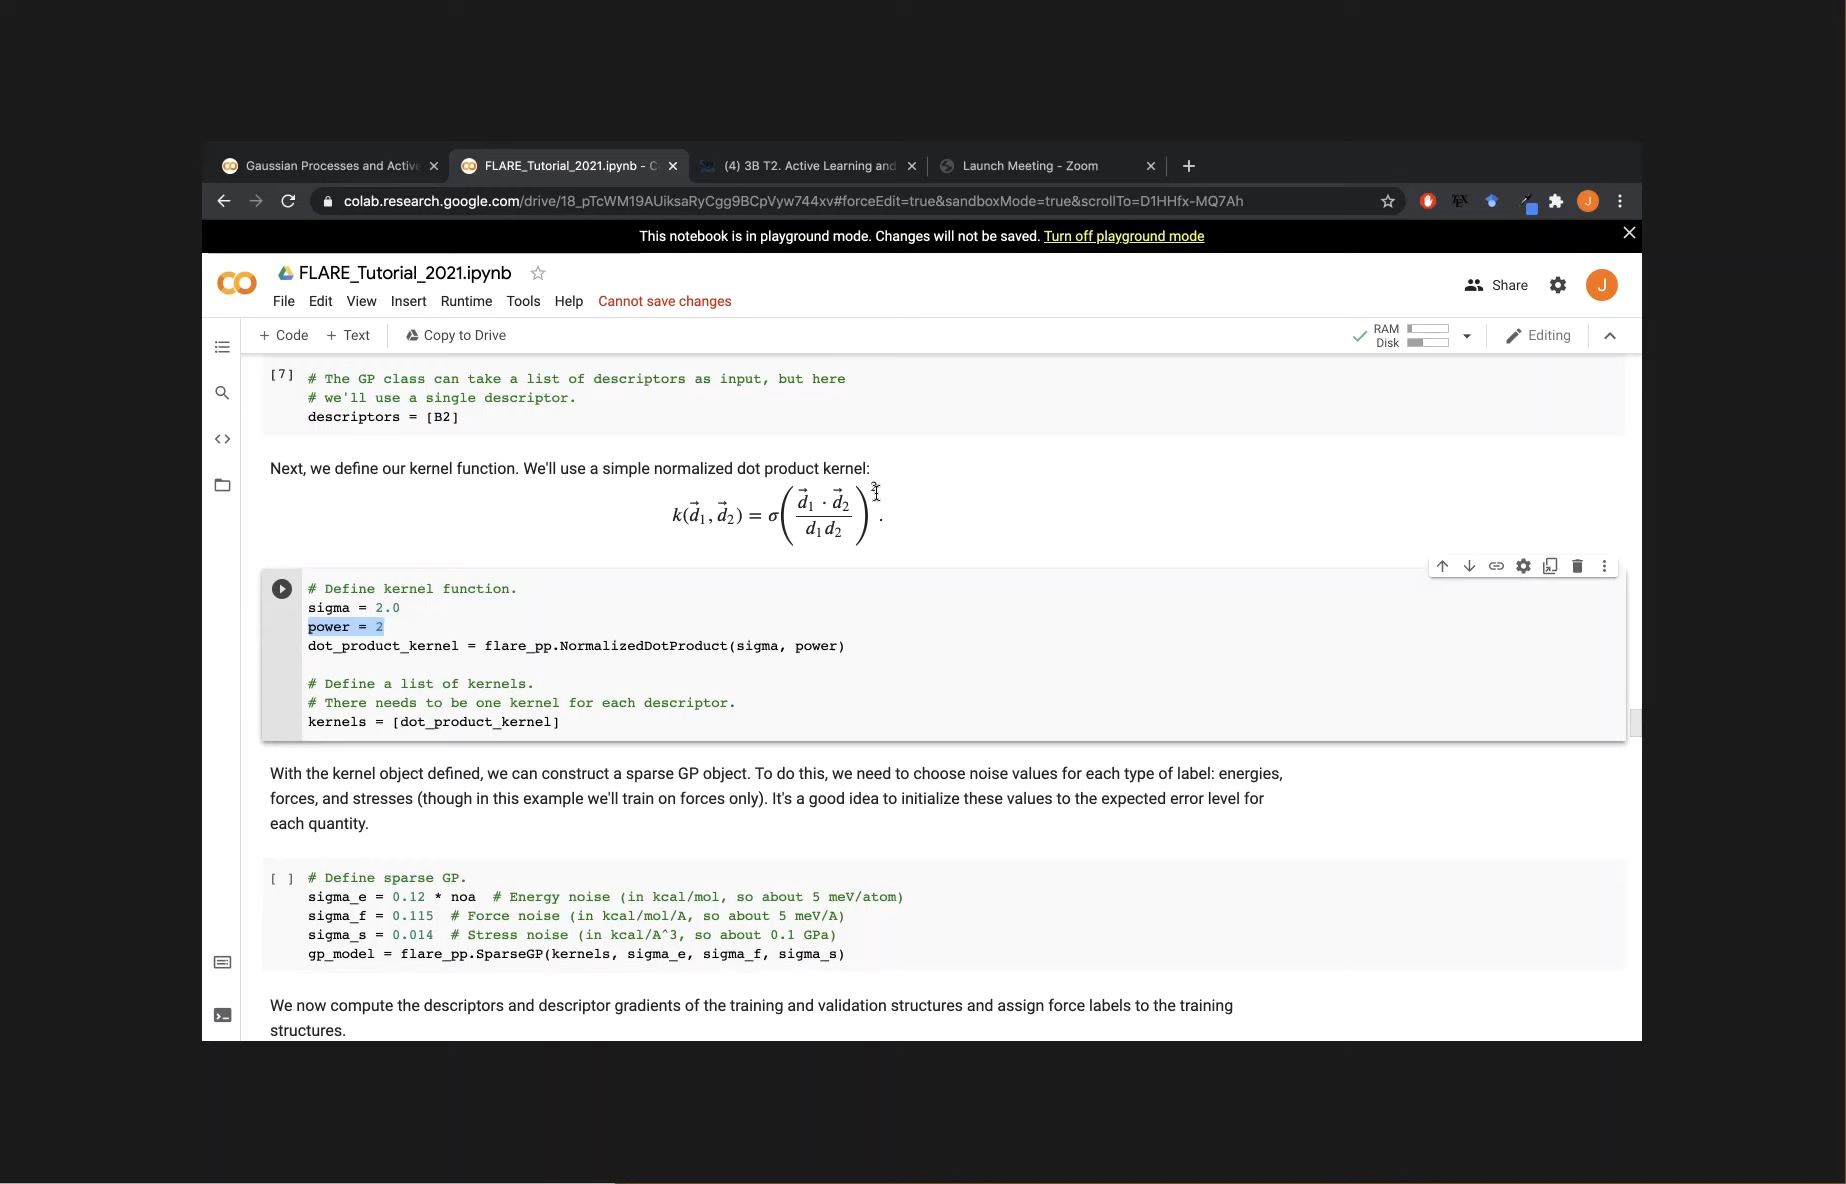 Gaussian Processes and Active
FLARE_Tutorial_2021.ipynb - C
(4) 3B T2. Active Learning and
Launch Meeting - Zoom
colab.research.google.com/drive/18_pTcWM19AUiksaRyCgg9BCpVyw744xv#forceEdit=true&sandboxMode=true&scrollTo=D1HHfx-MQ7Ah
J
This notebook is in playground mode. Changes will not be saved. Turn off playground mode
FLARE_Tutorial_2021.ipynb
File Edit View Insert Runtime Tools Help Cannot save changes
Share
J
+ Code + Text Copy to Drive
RAM
Disk
Editing
[7] # The GP class can take a list of descriptors as input, but here
# we'll use a single descriptor.
descriptors = [B2]
Next, we define our kernel function. We'll use a simple normalized dot product kernel:
k(d⃗1, d⃗2) = σ(d⃗1 · d⃗2 / d1d2)^2.
# Define kernel function.
sigma = 2.0
power = 2
dot_product_kernel = flare_pp.NormalizedDotProduct(sigma, power)
# Define a list of kernels.
# There needs to be one kernel for each descriptor.
kernels = [dot_product_kernel]
With the kernel object defined, we can construct a sparse GP object. To do this, we need to choose noise values for each type of label: energies,
forces, and stresses (though in this example we'll train on forces only). It's a good idea to initialize these values to the expected error level for
each quantity.
[ ] # Define sparse GP.
sigma_e = 0.12 * noa # Energy noise (in kcal/mol, so about 5 meV/atom)
sigma_f = 0.115 # Force noise (in kcal/mol/A, so about 5 meV/A)
sigma_s = 0.014 # Stress noise (in kcal/A^3, so about 0.1 GPa)
gp_model = flare_pp.SparseGP(kernels, sigma_e, sigma_f, sigma_s)
We now compute the descriptors and descriptor gradients of the training and validation structures and assign force labels to the training
structures.